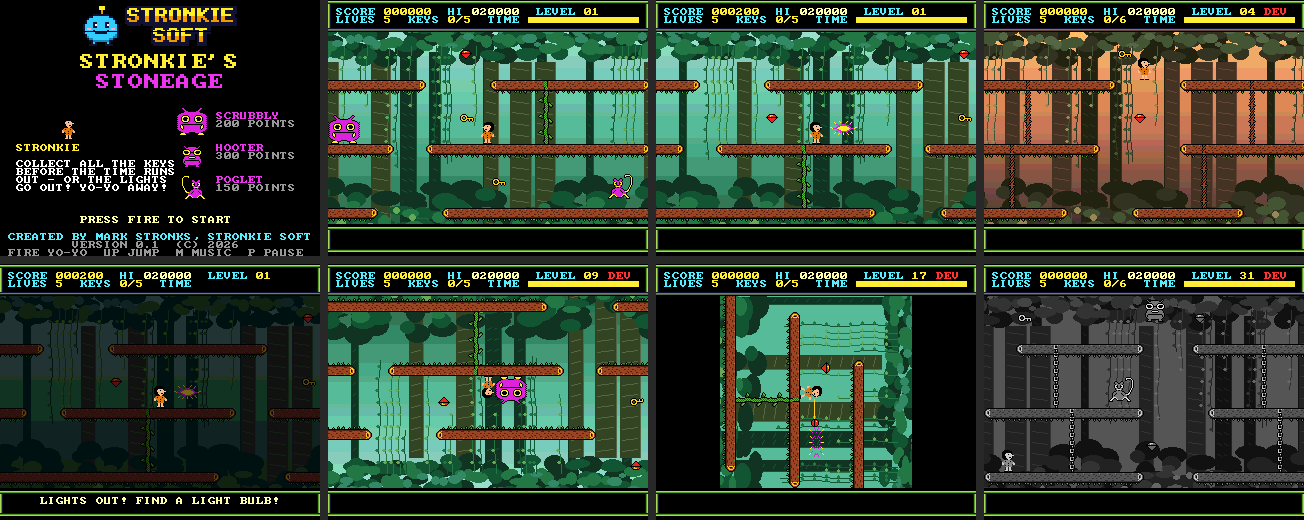 STRONKIE
SOFT
STRONKIE'S
STONEAGE
SCRUBBLY
200 POINTS
HOOTER
300 POINTS
POGLET
150 POINTS
STRONKIE
COLLECT ALL THE KEYS
BEFORE THE TIME RUNS
OUT - OR THE LIGHTS
GO OUT! YO-YO AWAY!
PRESS FIRE TO START
CREATED BY MARK STRONKS, STRONKIE SOFT
VERSION 0.1 (C) 2026
FIRE YO-YO UP JUMP M MUSIC P PAUSE
SCORE 000000 HI 020000 LEVEL 01
LIVES 5 KEYS 0/5 TIME
SCORE 000200 HI 020000 LEVEL 01
LIVES 5 KEYS 0/5 TIME
SCORE 000000 HI 020000 LEVEL 04 DEV
LIVES 5 KEYS 0/6 TIME
SCORE 000200 HI 020000 LEVEL 01
LIVES 5 KEYS 0/5 TIME
LIGHTS OUT! FIND A LIGHT BULB!
SCORE 000000 HI 020000 LEVEL 09 DEV
LIVES 5 KEYS 0/5 TIME
SCORE 000000 HI 020000 LEVEL 17 DEV
LIVES 5 KEYS 0/5 TIME
SCORE 000000 HI 020000 LEVEL 31 DEV
LIVES 5 KEYS 0/6 TIME